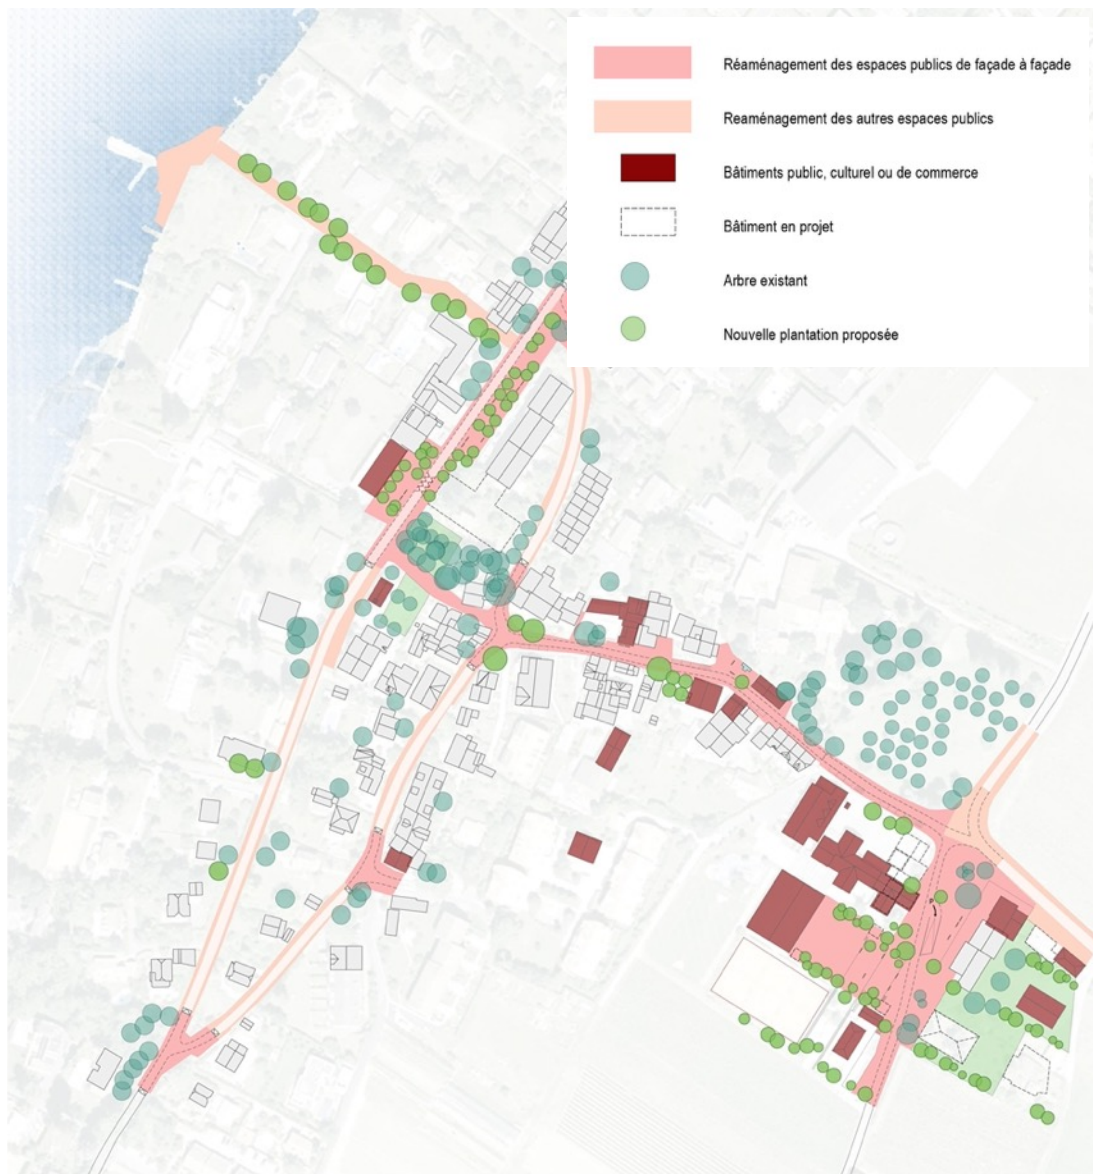 Réaménagement des espaces publics de façade à façade
Reaménagement des autres espaces publics
Bâtiments public, culturel ou de commerce
Bâtiment en projet
Arbre existant
Nouvelle plantation proposée